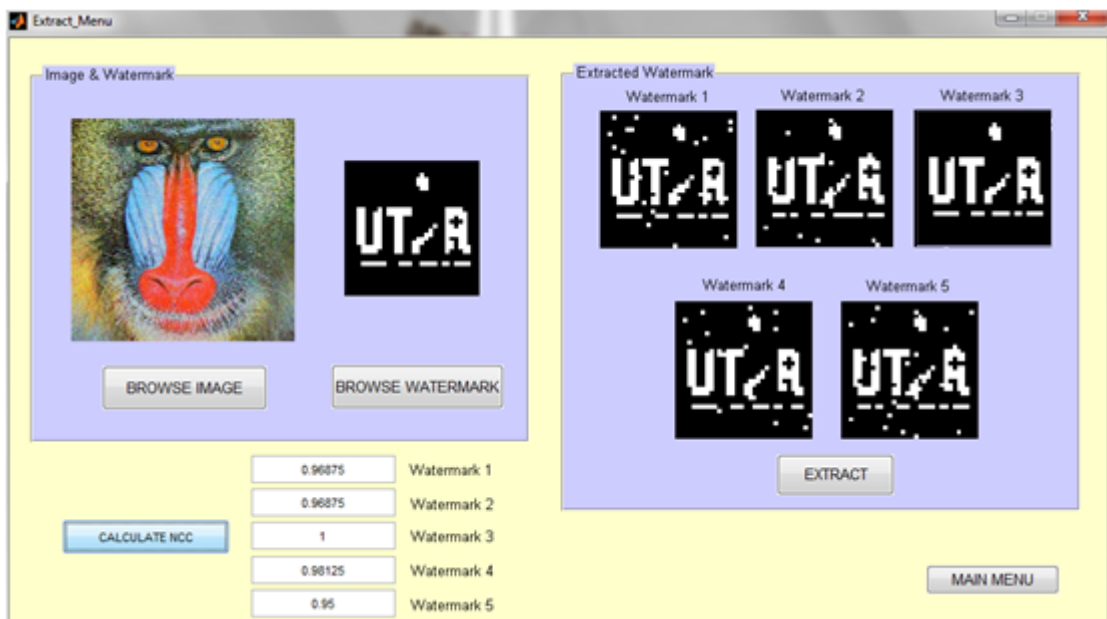 Extract_Menu
Image & Watermark
UT/A
BROWSE IMAGE
BROWSE WATERMARK
Extracted Watermark
Watermark 1
Watermark 2
Watermark 3
UT/A
UT/A
UT/A
Watermark 4
Watermark 5
UT/A
UT/A
EXTRACT
CALCULATE NCC
0.96875 Watermark 1
0.96875 Watermark 2
1 Watermark 3
0.98125 Watermark 4
0.95 Watermark 5
MAIN MENU